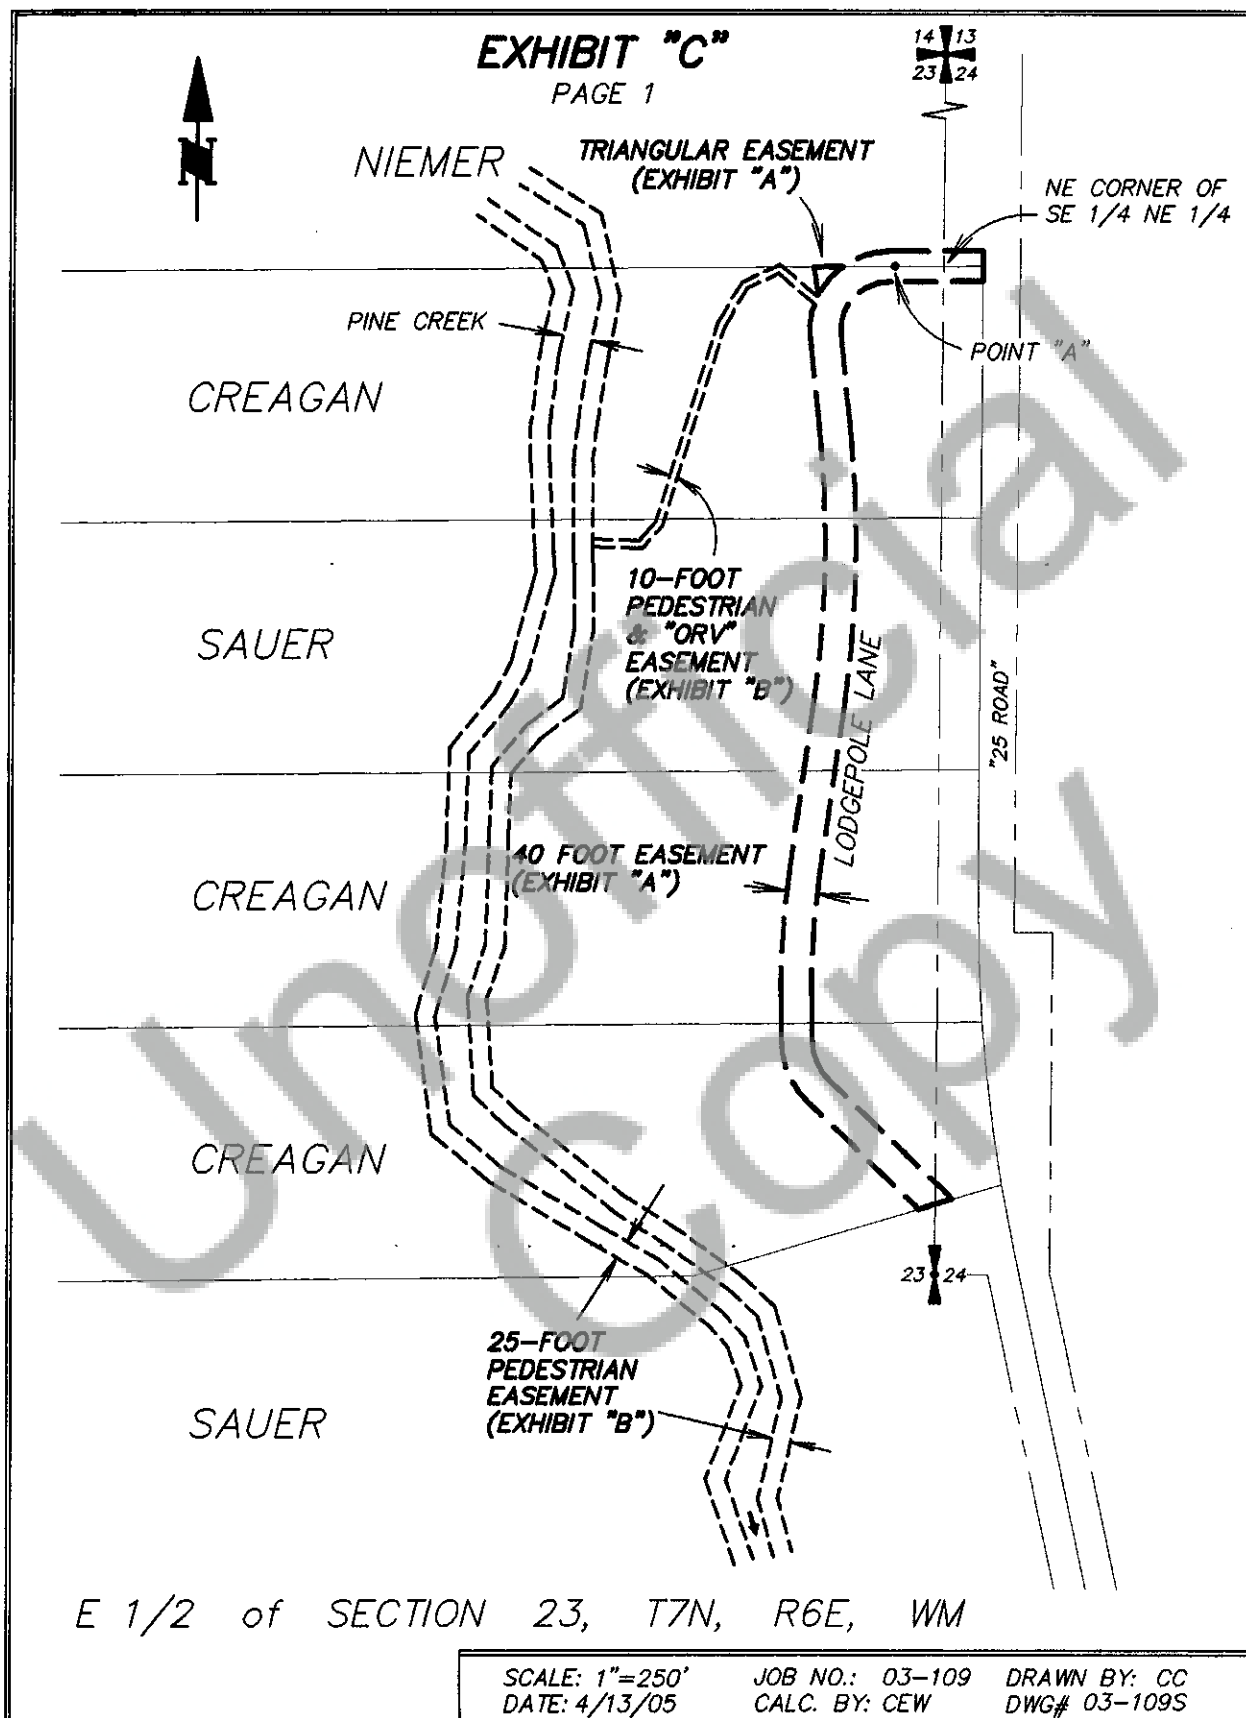 EXHIBIT "C"
PAGE 1
14 13
23 24
N
NIEMER
TRIANGULAR EASEMENT
(EXHIBIT "A")
NE CORNER OF
SE 1/4 NE 1/4
PINE CREEK
POINT "A"
CREAGAN
10-FOOT
PEDESTRIAN
& "ORV"
EASEMENT
(EXHIBIT "B")
SAUER
LODGEPOLE LANE
"25 ROAD"
40 FOOT EASEMENT
(EXHIBIT "A")
CREAGAN
CREAGAN
23 24
25-FOOT
PEDESTRIAN
EASEMENT
(EXHIBIT "B")
SAUER
E 1/2 of SECTION 23, T7N, R6E, WM
SCALE: 1"=250' JOB NO.: 03-109 DRAWN BY: CC
DATE: 4/13/05 CALC. BY: CEW DWG# 03-109S
Unofficial
Copy